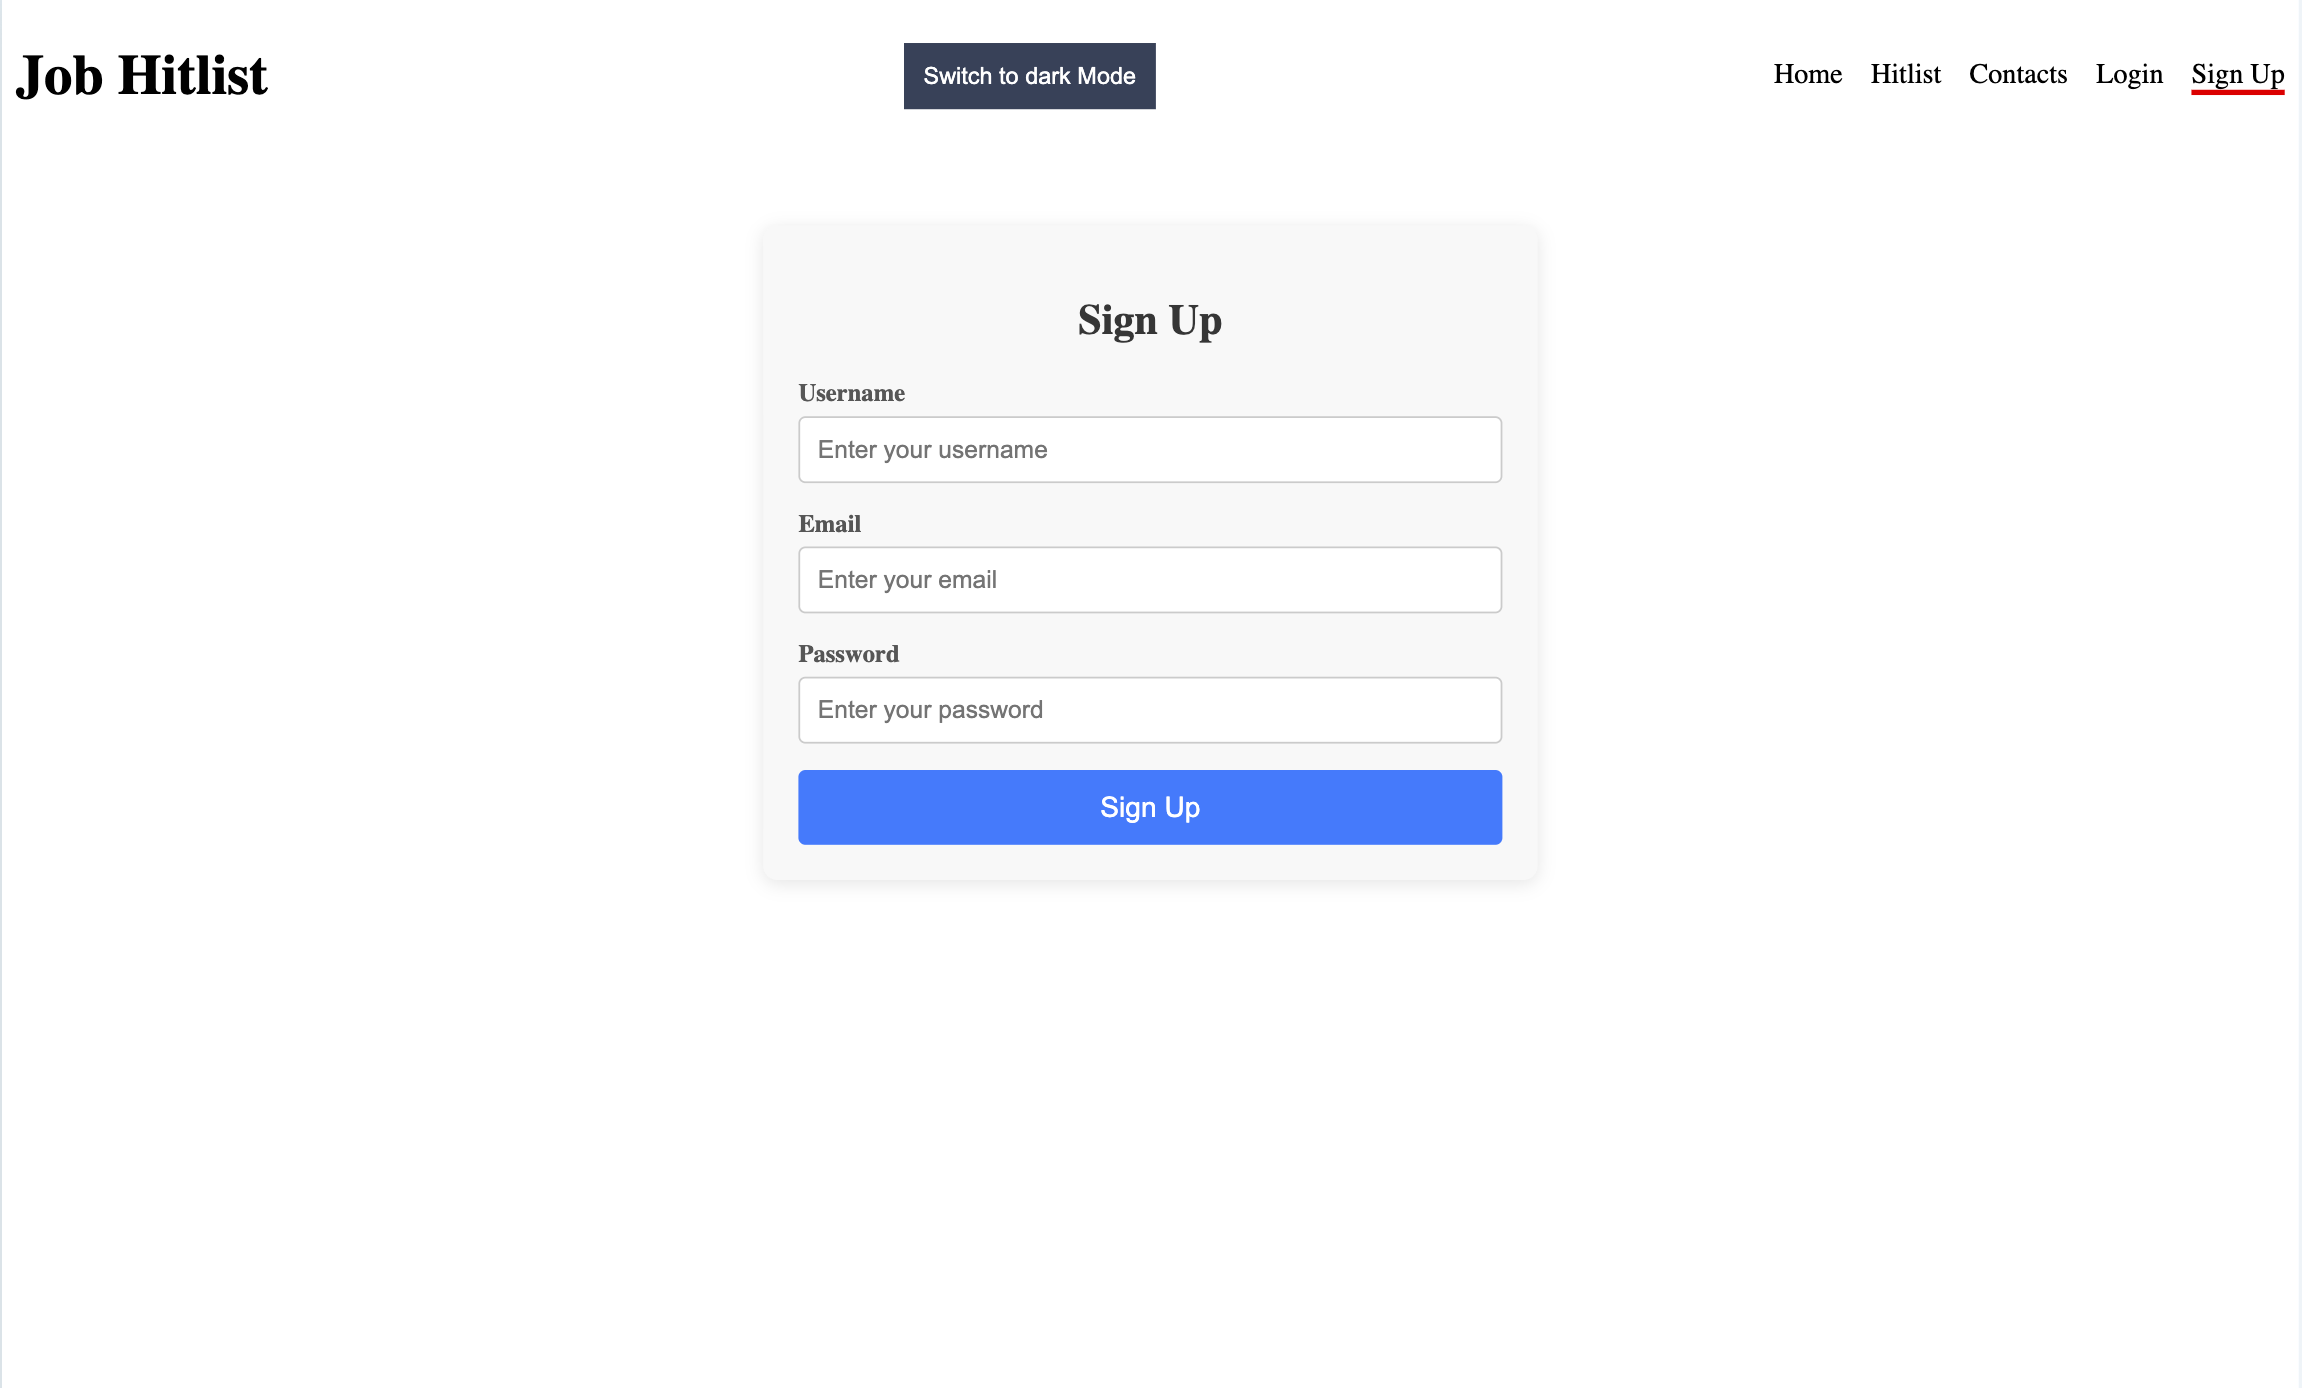 Job Hitlist
Switch to dark Mode
Home Hitlist Contacts Login Sign Up
Sign Up
Username
Enter your username
Email
Enter your email
Password
Enter your password
Sign Up